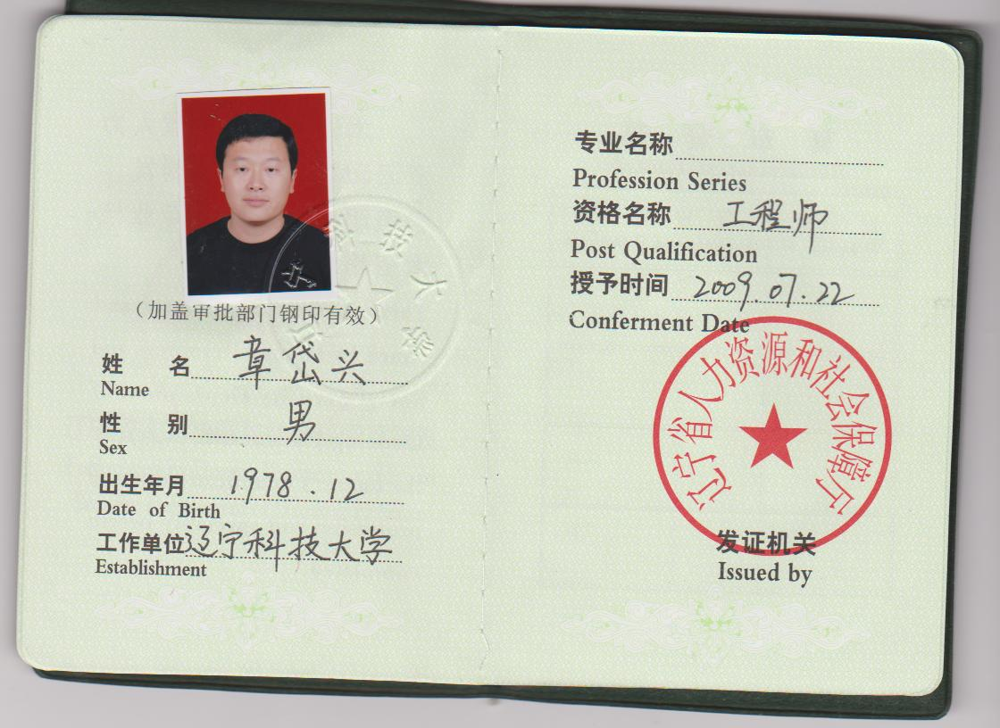 科技大学
（加盖审批部门钢印有效）
姓 名 章岱兴
Name
性 别 男
Sex
出生年月 1978.12
Date of Birth
工作单位 辽宁科技大学
Establishment
专业名称
Profession Series
资格名称 工程师
Post Qualification
授予时间 2009.07.22
Conferment Date
辽宁省人力资源和社会保障厅
发证机关
Issued by